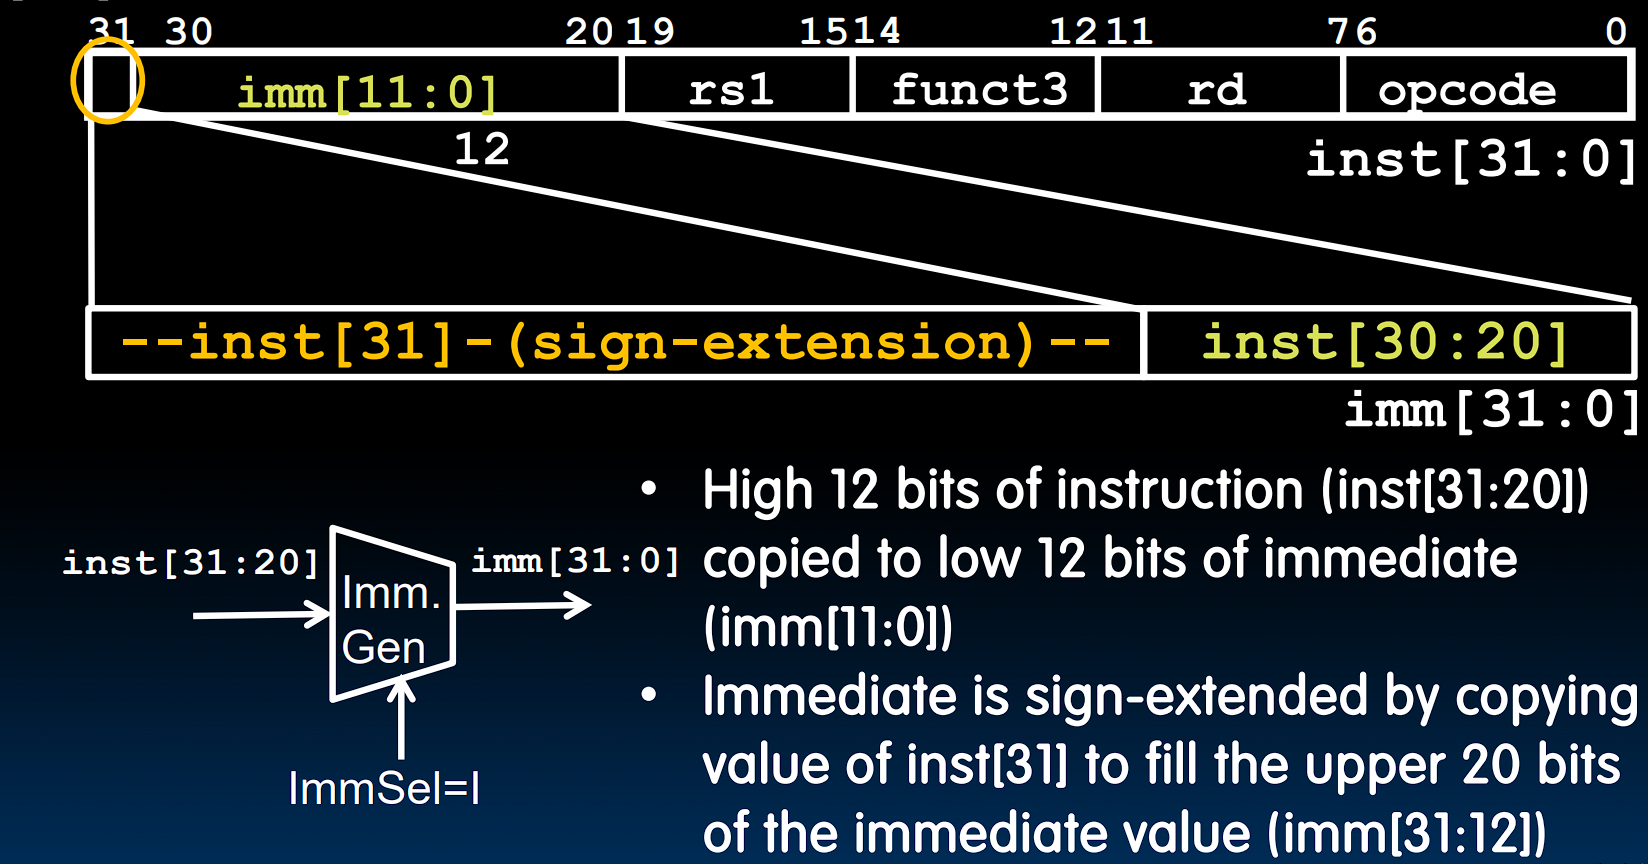 31 30 20 19 15 14 12 11 7 6 0
imm[11:0] rs1 funct3 rd opcode
12
inst[31:0]
--inst[31]-(sign-extension)-- inst[30:20]
imm[31:0]
inst[31:20]
Imm.
Gen
imm[31:0]
ImmSel=I
• High 12 bits of instruction (inst[31:20])
copied to low 12 bits of immediate
(imm[11:0])
• Immediate is sign-extended by copying
value of inst[31] to fill the upper 20 bits
of the immediate value (imm[31:12])